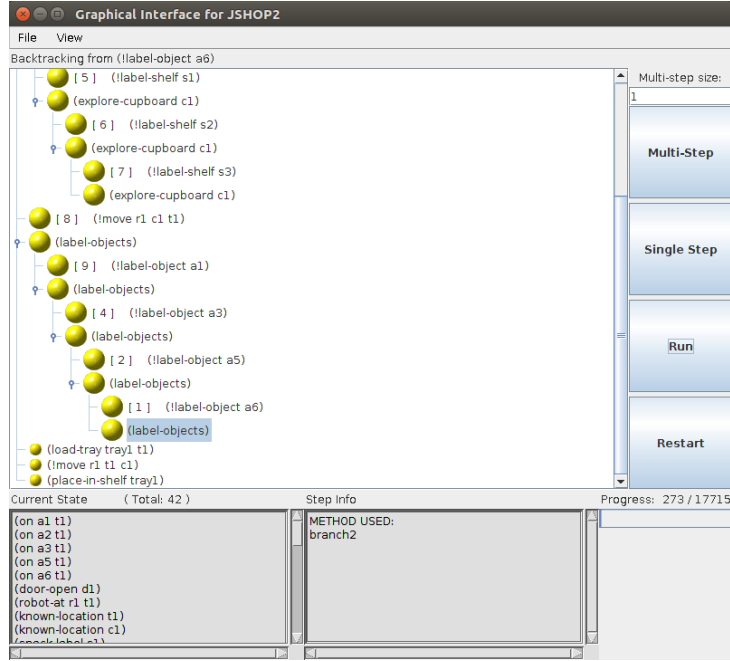 Graphical Interface for JSHOP2
File View
Backtracking from (!label-object a6)
[ 5 ] (!label-shelf s1)
(explore-cupboard c1)
[ 6 ] (!label-shelf s2)
(explore-cupboard c1)
[ 7 ] (!label-shelf s3)
(explore-cupboard c1)
[ 8 ] (!move r1 c1 t1)
(label-objects)
[ 9 ] (!label-object a1)
(label-objects)
[ 4 ] (!label-object a3)
(label-objects)
[ 2 ] (!label-object a5)
(label-objects)
[ 1 ] (!label-object a6)
(label-objects)
(load-tray tray1 t1)
(!move r1 t1 c1)
(place-in-shelf tray1)
Multi-step size:
1
Multi-Step
Single Step
Run
Restart
Current State ( Total: 42 )
(on a1 t1)
(on a2 t1)
(on a3 t1)
(on a5 t1)
(on a6 t1)
(door-open d1)
(robot-at r1 t1)
(known-location t1)
(known-location c1)
Step Info
METHOD USED:
branch2
Progress: 273 / 17715